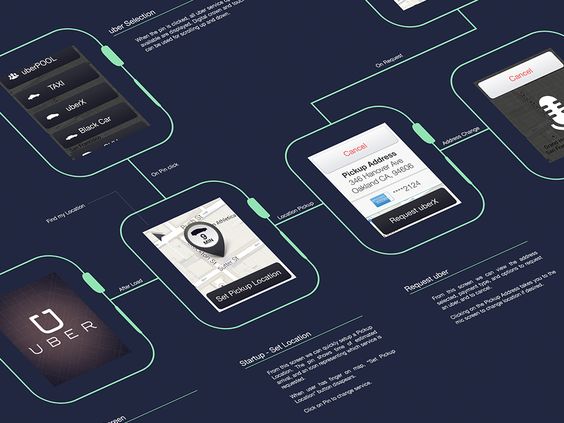 uber Selection
When the pin is clicked, all uber service
available are displayed. Digital crown and
can be used for scrolling up and down.
uberPOOL
TAXI
uberX
Black Car
On Request
Cancel
Address Change
On Pin click
Find my Location
Cancel
Pickup Address
346 Hanover Ave
Oakland CA, 94606
****2124
Request uberX
Location Pickup
9
MIN
Sutter St
Set Pickup Location
After Load
UBER
Request uber
From this screen we can view the address
selected, payment type, and options to request
an uber, and to cancel.
Clicking on the Pickup Address takes you to the
mic screen to change location if desired.
Startup - Set Location
From this screen we can quickly setup a Pickup
Location. The pin shows time of estimated
arrival, and an icon representing which service is
When user has finger on map, "Set Pickup
Location" button disappears.
Click on Pin to change service.